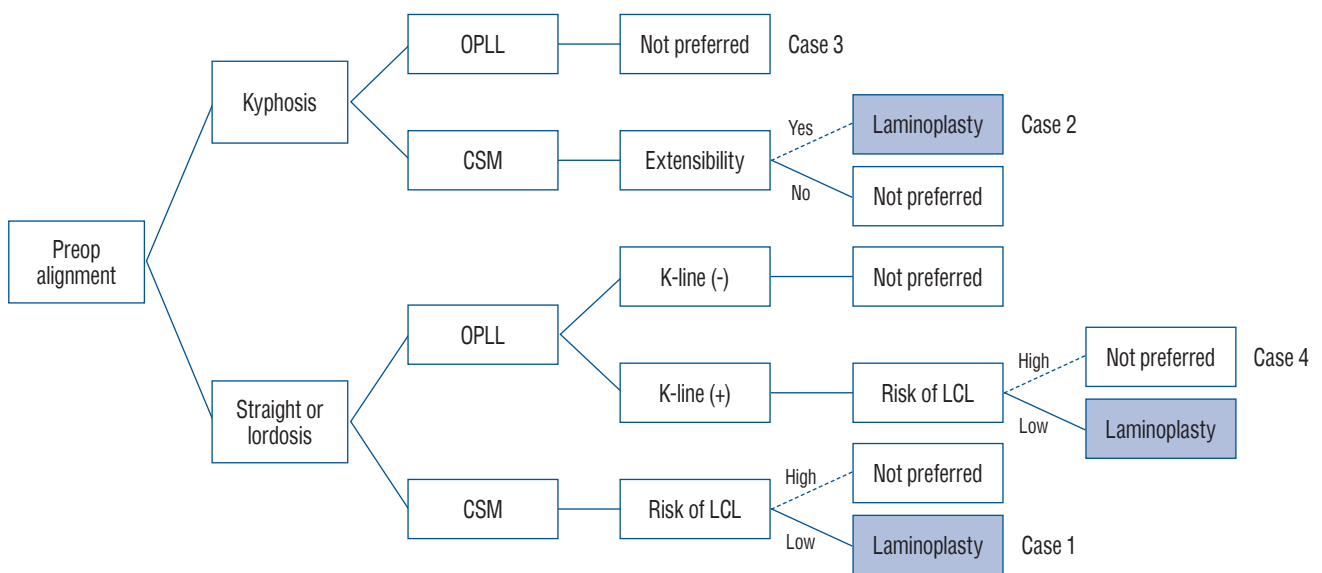 OPLL
Not preferred
Case 3
Kyphosis
Yes
Laminoplasty
Case 2
CSM
Extensibility
No
Not preferred
Preop
alignment
K-line (-)
Not preferred
OPLL
High
Not preferred
Case 4
K-line (+)
Risk of LCL
Straight or
lordosis
Low
Laminoplasty
High
Not preferred
CSM
Risk of LCL
Low
Laminoplasty
Case 1